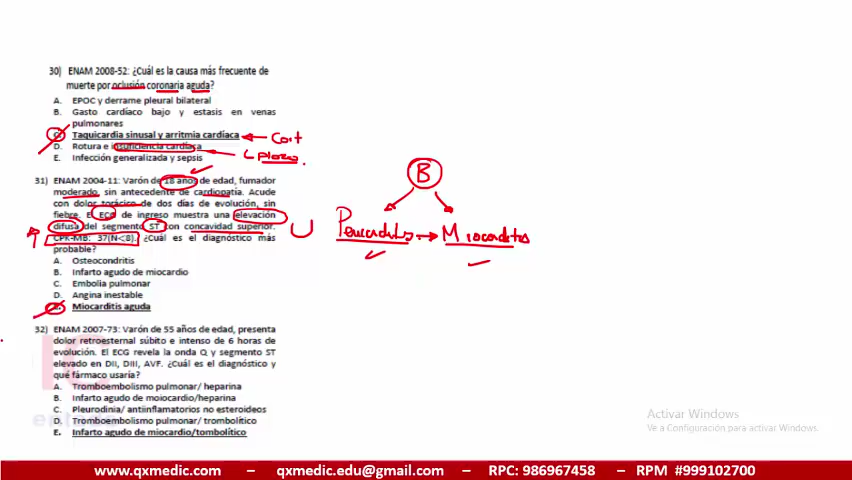 30) ENAM 2008-52: ¿Cuál es la causa más frecuente de
muerte por oclusión coronaria aguda?
A. EPOC y derrame pleural bilateral
B. Gasto cardíaco bajo y estasis en venas
pulmonares
C. Taquicardia sinusal y arritmia cardíaca
D. Rotura e insuficiencia cardíaca
E. Infección generalizada y sepsis
31) ENAM 2004-11: Varón de 18 años de edad, fumador
moderado, sin antecedente de cardiopatía. Acude
con dolor torácico de dos días de evolución, sin
fiebre. El ECG de ingreso muestra una elevación
difusa del segmento ST con concavidad superior.
CPK-MB: 37(N<8). ¿Cuál es el diagnóstico más
probable?
A. Osteocondritis
B. Infarto agudo de miocardio
C. Embolia pulmonar
D. Angina inestable
E. Miocarditis aguda
32) ENAM 2007-73: Varón de 55 años de edad, presenta
dolor retroesternal súbito e intenso de 6 horas de
evolución. El ECG revela la onda Q y segmento ST
elevado en DII, DIII, AVF. ¿Cuál es el diagnóstico y
qué fármaco usaría?
A. Tromboembolismo pulmonar/ heparina
B. Infarto agudo de moiocardio/heparina
C. Pleurodinia/ antiinflamatorios no esteroideos
D. Tromboembolismo pulmonar/ trombolítico
E. Infarto agudo de miocardio/tombolítico
B
Pericarditis → Miocarditis
Activar Windows
Ve a Configuración para activar Windows.
www.qxmedic.com – qxmedic.edu@gmail.com – RPC: 986967458 – RPM #999102700